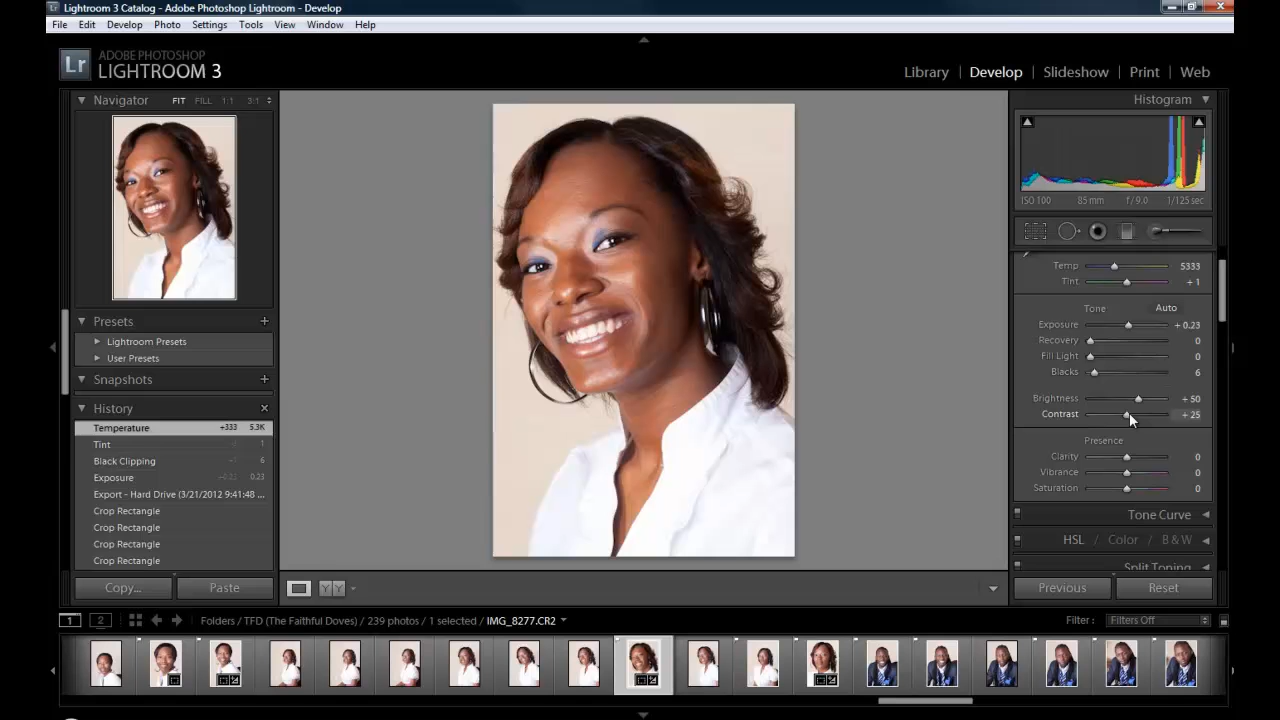 Lightroom 3 Catalog - Adobe Photoshop Lightroom - Develop
File Edit Develop Photo Settings Tools View Window Help
Lr ADOBE PHOTOSHOP
LIGHTROOM 3
Library | Develop | Slideshow | Print | Web
Navigator FIT FILL 1:1 3:1
Histogram
ISO 100 85 mm f / 9.0 1/125 sec
Temp 5333
Tint + 1
Tone Auto
Exposure + 0.23
Recovery 0
Fill Light 0
Blacks 6
Brightness + 50
Contrast + 25
Presence
Clarity 0
Vibrance 0
Saturation 0
Tone Curve
HSL / Color / B & W
Split Toning
Previous Reset
Presets +
Lightroom Presets
User Presets
Snapshots +
History ×
Temperature +333 5.3K
Tint 1
Black Clipping 6
Exposure 0.23
Export - Hard Drive (3/21/2012 9:41:48 ...
Crop Rectangle
Crop Rectangle
Crop Rectangle
Crop Rectangle
Copy... Paste
YY
1 2 Folders / TFD (The Faithful Doves) / 239 photos / 1 selected / IMG_8277.CR2 Filter : Filters Off